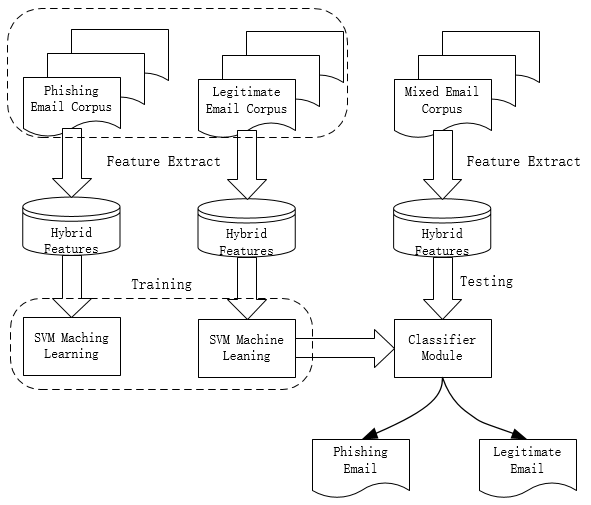 Phishing
Email Corpus
Legitimate
Email Corpus
Mixed Email
Corpus
Feature Extract
Feature Extract
Hybrid
Features
Hybrid
Features
Hybrid
Features
Training
Testing
SVM Maching
Learning
SVM Machine
Leaning
Classifier
Module
Phishing
Email
Legitimate
Email